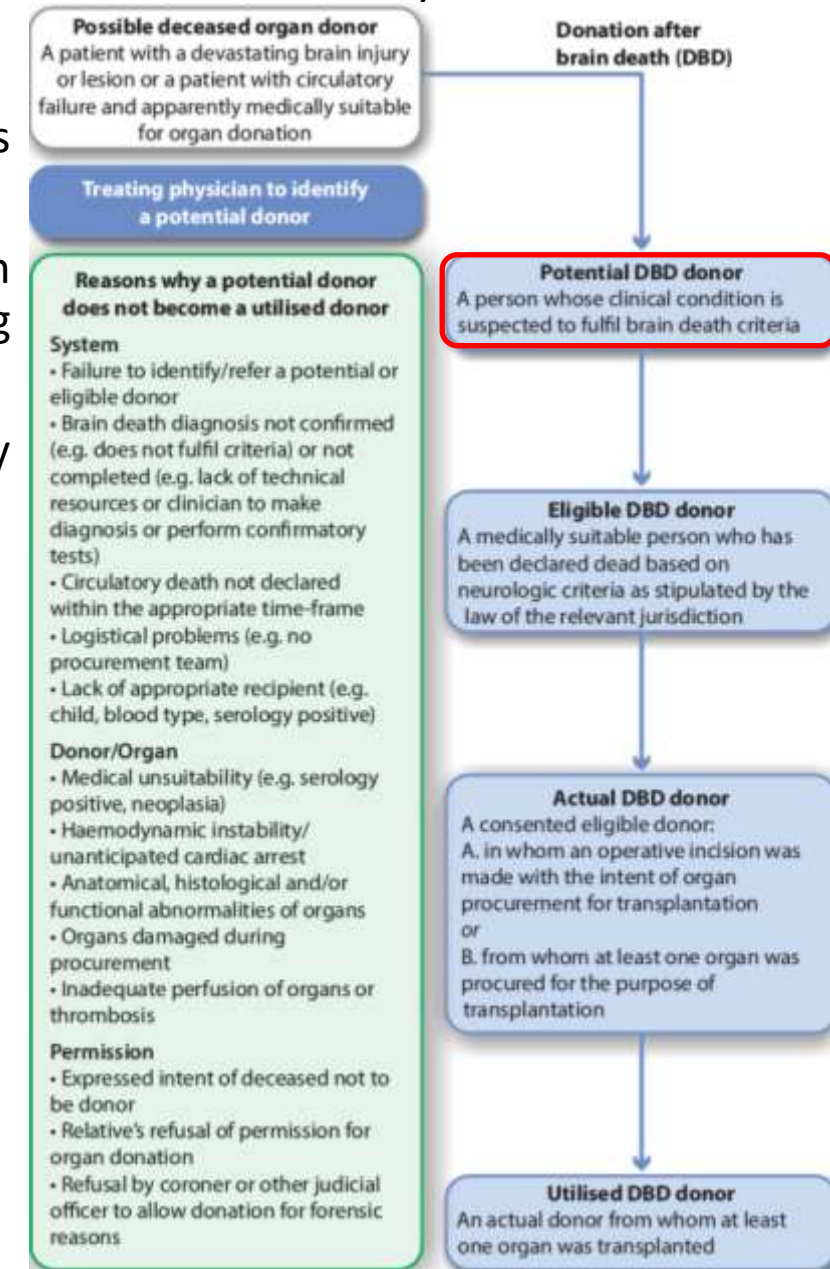 Possible deceased organ donor
A patient with a devastating brain injury
or lesion or a patient with circulatory
failure and apparently medically suitable
for organ donation
Donation after
brain death (DBD)
s
n
g
y
Treating physician to identify
a potential donor
Reasons why a potential donor
does not become a utilised donor
System
• Failure to identify/refer a potential or
eligible donor
• Brain death diagnosis not confirmed
(e.g. does not fulfil criteria) or not
completed (e.g. lack of technical
resources or clinician to make
diagnosis or perform confirmatory
tests)
• Circulatory death not declared
within the appropriate time-frame
• Logistical problems (e.g. no
procurement team)
• Lack of appropriate recipient (e.g.
child, blood type, serology positive)
Donor/Organ
• Medical unsuitability (e.g. serology
positive, neoplasia)
• Haemodynamic instability/
unanticipated cardiac arrest
• Anatomical, histological and/or
functional abnormalities of organs
• Organs damaged during
procurement
• Inadequate perfusion of organs or
thrombosis
Permission
• Expressed intent of deceased not to
be donor
• Relative's refusal of permission for
organ donation
• Refusal by coroner or other judicial
officer to allow donation for forensic
reasons
Potential DBD donor
A person whose clinical condition is
suspected to fulfil brain death criteria
Eligible DBD donor
A medically suitable person who has
been declared dead based on
neurologic criteria as stipulated by the
law of the relevant jurisdiction
Actual DBD donor
A consented eligible donor:
A. in whom an operative incision was
made with the intent of organ
procurement for transplantation
or
B. from whom at least one organ was
procured for the purpose of
transplantation
Utilised DBD donor
An actual donor from whom at least
one organ was transplanted